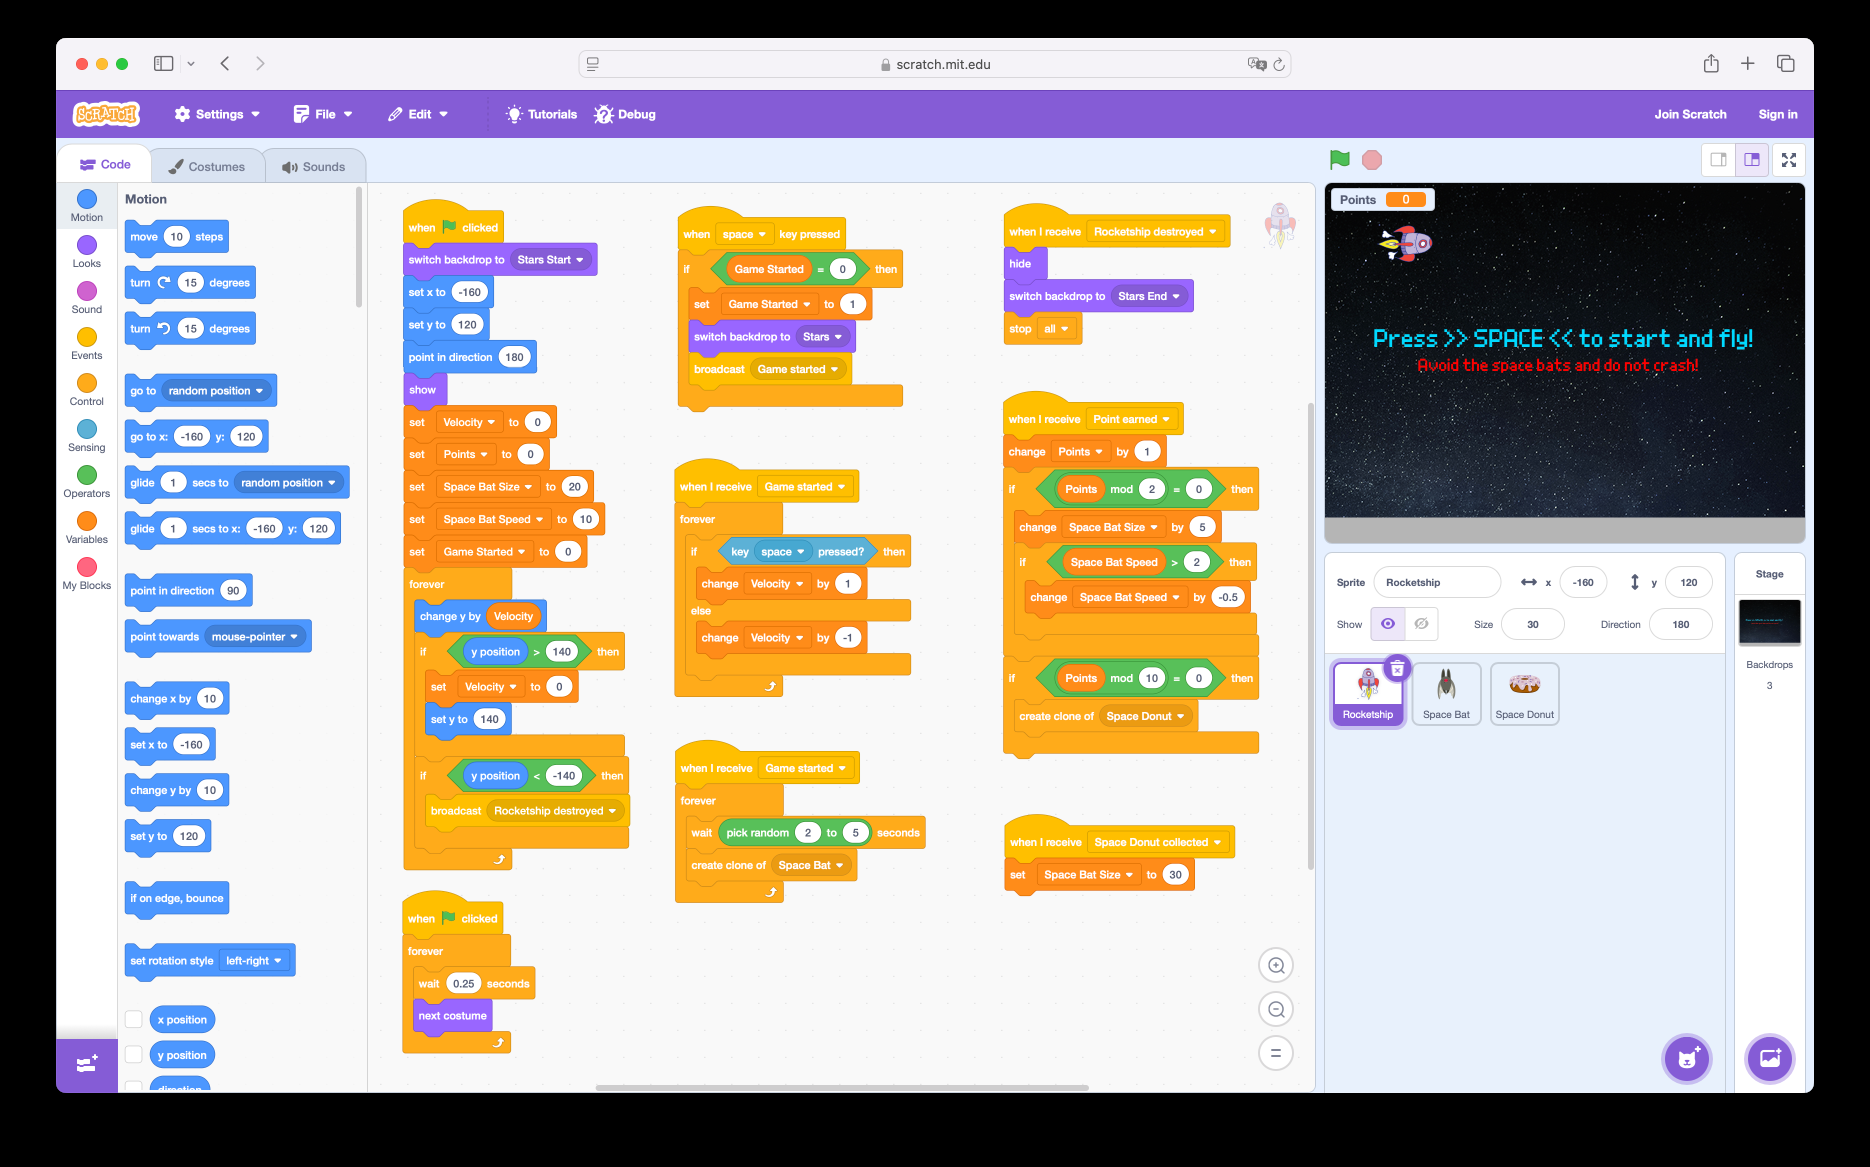 scratch.mit.edu
SCRATCH
Settings
File
Edit
Tutorials
Debug
Join Scratch
Sign in
Code
Costumes
Sounds
Motion
Looks
Sound
Events
Control
Sensing
Operators
Variables
My Blocks
Motion
move 10 steps
turn 15 degrees
turn 15 degrees
go to random position
go to x: -160 y: 120
glide 1 secs to random position
glide 1 secs to x: -160 y: 120
point in direction 90
point towards mouse-pointer
change x by 10
set x to -160
change y by 10
set y to 120
if on edge, bounce
set rotation style left-right
x position
y position
direction
when clicked
switch backdrop to Stars Start
set x to -160
set y to 120
point in direction 180
show
set Velocity to 0
set Points to 0
set Space Bat Size to 20
set Space Bat Speed to 10
set Game Started to 0
forever
change y by Velocity
if y position > 140 then
set Velocity to 0
set y to 140
if y position < -140 then
broadcast Rocketship destroyed
when clicked
forever
wait 0.25 seconds
next costume
when space key pressed
if Game Started = 0 then
set Game Started to 1
switch backdrop to Stars
broadcast Game started
when I receive Game started
forever
if key space pressed? then
change Velocity by 1
else
change Velocity by -1
when I receive Game started
forever
wait pick random 2 to 5 seconds
create clone of Space Bat
when I receive Rocketship destroyed
hide
switch backdrop to Stars End
stop all
when I receive Point earned
change Points by 1
if Points mod 2 = 0 then
change Space Bat Size by 5
if Space Bat Speed > 2 then
change Space Bat Speed by -0.5
if Points mod 10 = 0 then
create clone of Space Donut
when I receive Space Donut collected
set Space Bat Size to 30
Points 0
Press >> SPACE << to start and fly!
Avoid the space bats and do not crash!
Sprite Rocketship x -160 y 120
Show Size 30 Direction 180
Rocketship
Space Bat
Space Donut
Stage
Backdrops
3